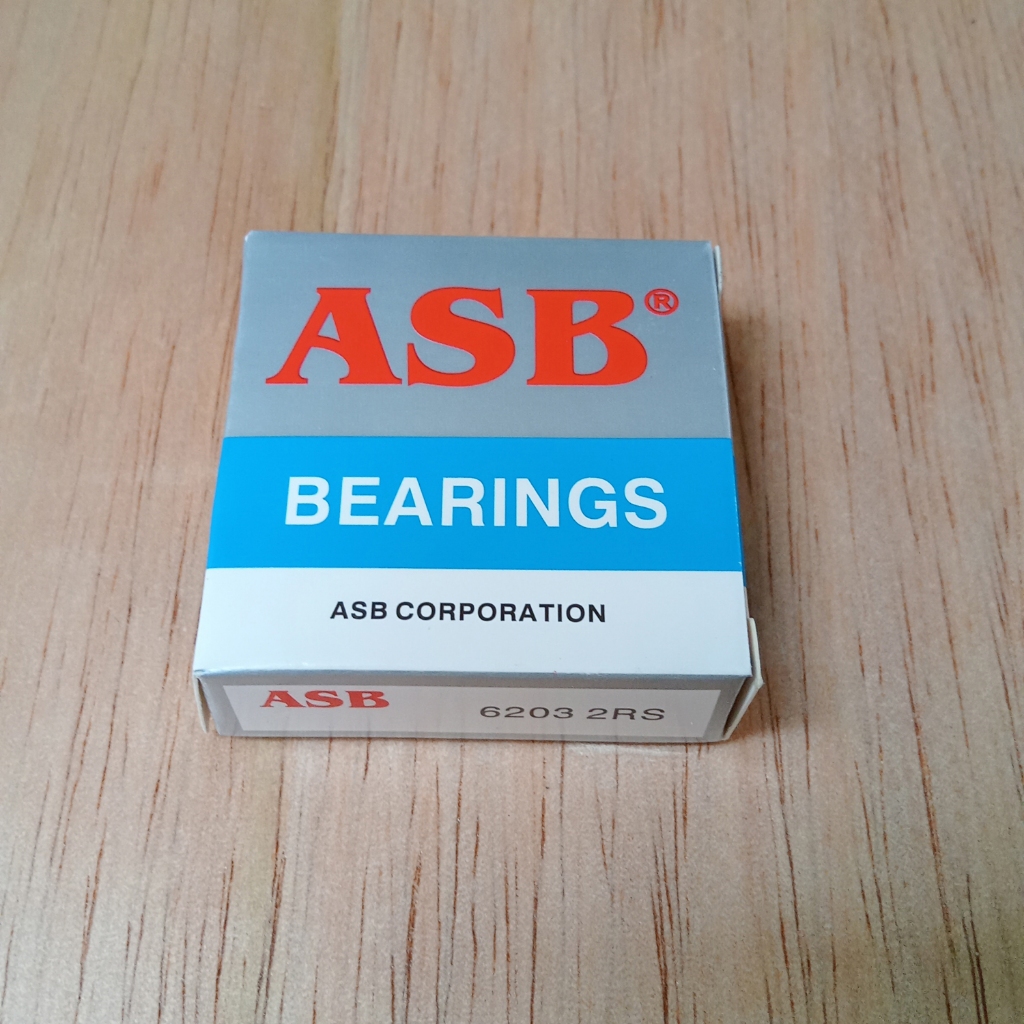 ASB®
BEARINGS
ASB CORPORATION
ASB 6203 2RS